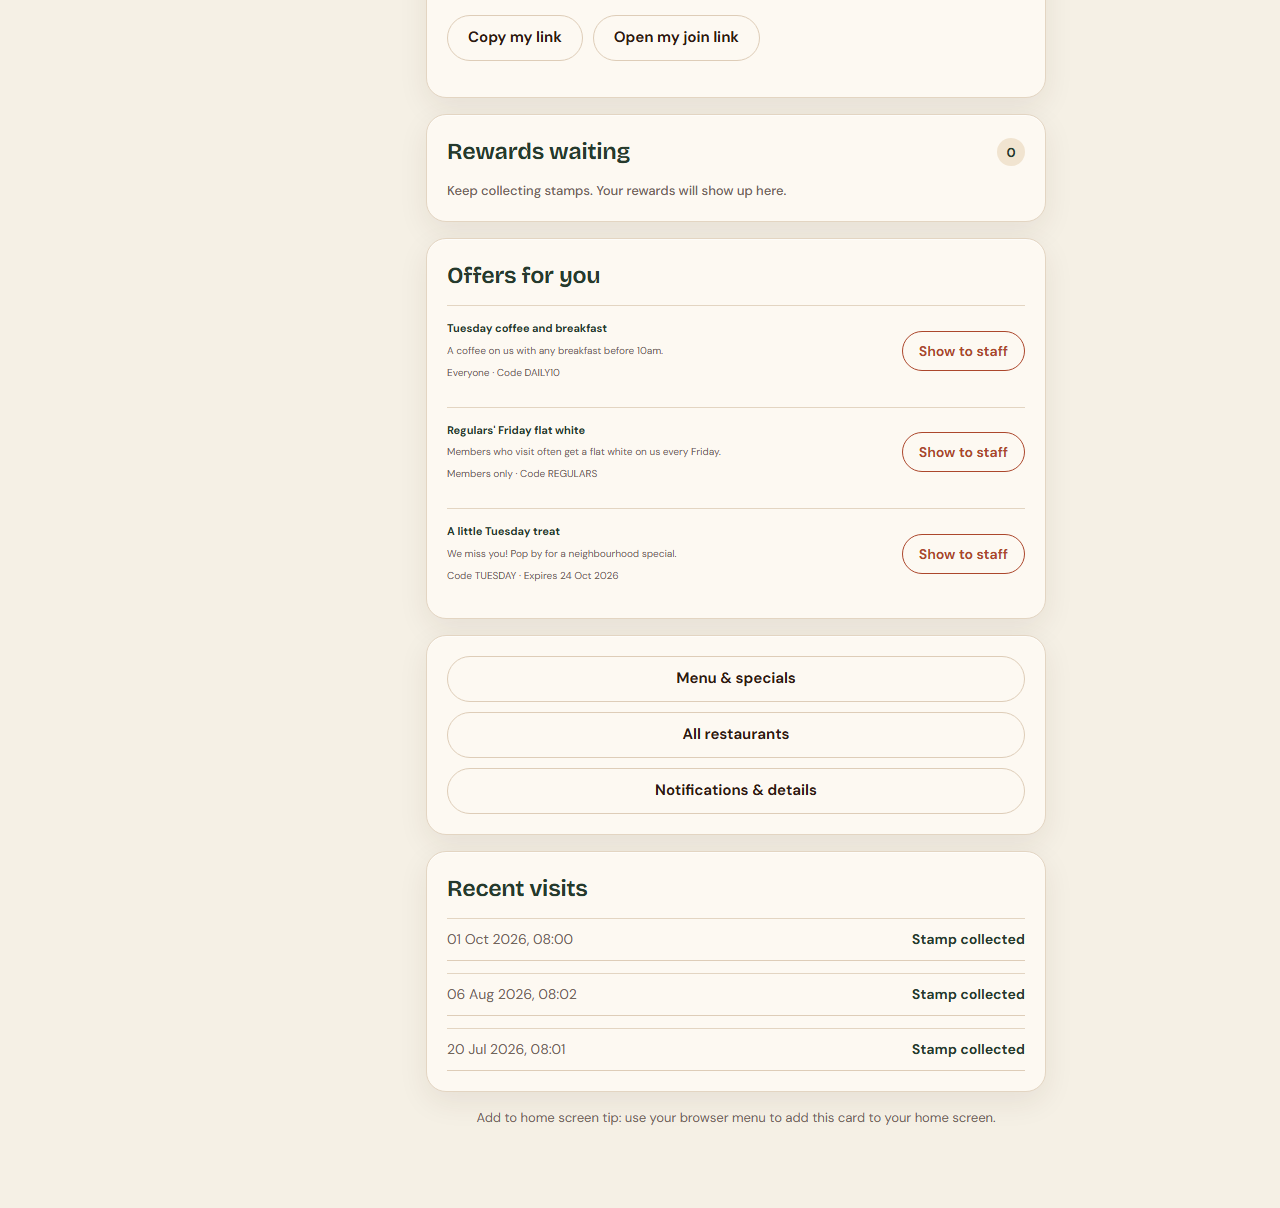 Copy my link
Open my join link
Rewards waiting
0
Keep collecting stamps. Your rewards will show up here.
Offers for you
Tuesday coffee and breakfast
A coffee on us with any breakfast before 10am.
Everyone · Code DAILY10
Show to staff
Regulars' Friday flat white
Members who visit often get a flat white on us every Friday.
Members only · Code REGULARS
Show to staff
A little Tuesday treat
We miss you! Pop by for a neighbourhood special.
Code TUESDAY · Expires 24 Oct 2026
Show to staff
Menu & specials
All restaurants
Notifications & details
Recent visits
01 Oct 2026, 08:00
Stamp collected
06 Aug 2026, 08:02
Stamp collected
20 Jul 2026, 08:01
Stamp collected
Add to home screen tip: use your browser menu to add this card to your home screen.